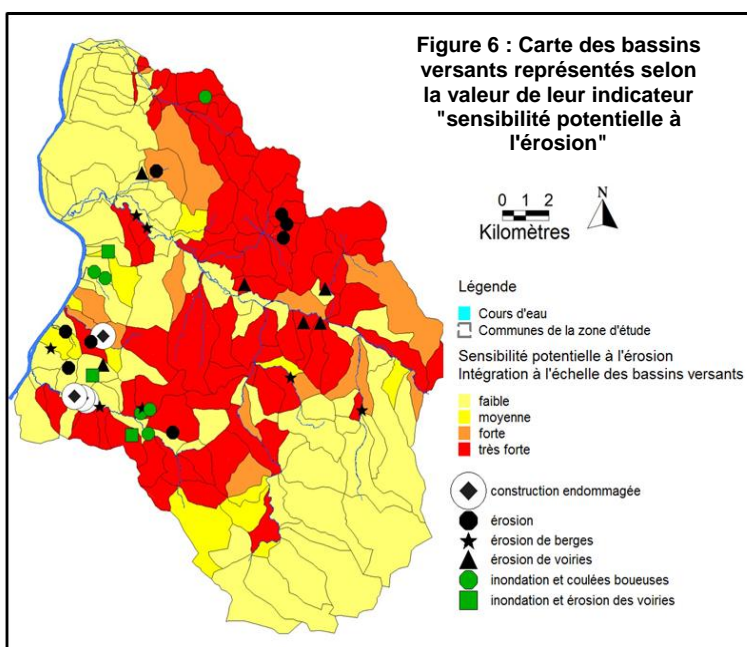 Figure 6 : Carte des bassins
versants représentés selon
la valeur de leur indicateur
"sensibilité potentielle à
l'érosion"
0 1 2
Kilomètres
N
Légende
Cours d'eau
Communes de la zone d'étude
Sensibilité potentielle à l'érosion
Intégration à l'échelle des bassins versants
faible
moyenne
forte
très forte
construction endommagée
érosion
érosion de berges
érosion de voiries
inondation et coulées boueuses
inondation et érosion des voiries